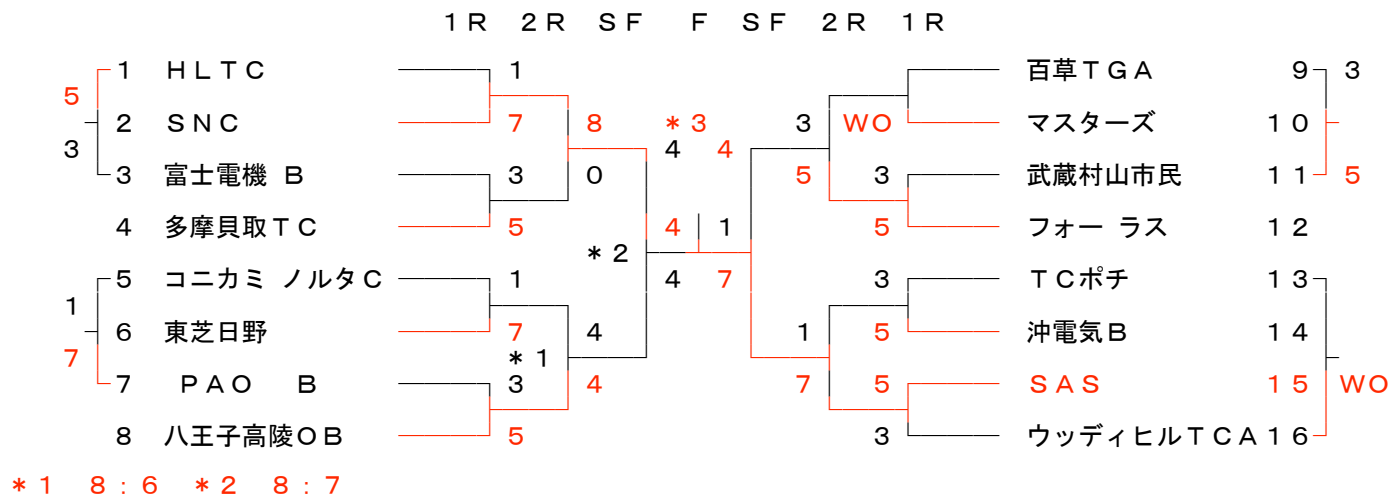 １Ｒ ２Ｒ ＳＦ Ｆ ＳＦ ２Ｒ １Ｒ
１ ＨＬＴＣ １ 百草ＴＧＡ ９ ３
５
２ ＳＮＣ ７ ８ ＊３ ３ ＷＯ マスターズ １０
３ ４ ４
３ 富士電機 Ｂ ３ ０ ５ ３ 武蔵村山市民 １１ ５
４ 多摩貝取ＴＣ ５ ４ １ ５ フォー ラス １２
＊２
５ コニカミ ノルタＣ １ ４ ７ ３ ＴＣポチ １３
１
６ 東芝日野 ７ ４ １ ５ 沖電気Ｂ １４
７ ＊１
７ ＰＡＯ Ｂ ３ ４ ７ ５ ＳＡＳ １５ ＷＯ
８ 八王子高陵ＯＢ ５ ３ ウッディヒルＴＣＡ １６
＊１ ８：６ ＊２ ８：７